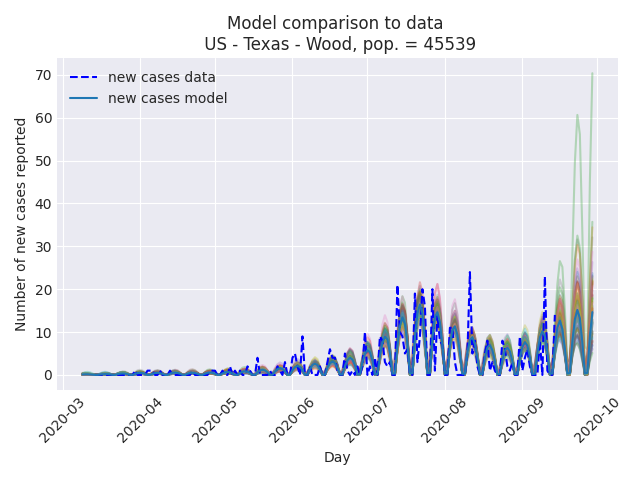 Model comparison to data
US - Texas - Wood, pop. = 45539
new cases data
new cases model
Number of new cases reported
70
60
50
40
30
20
10
0
2020-03
2020-04
2020-05
2020-06
2020-07
2020-08
2020-09
2020-10
Day